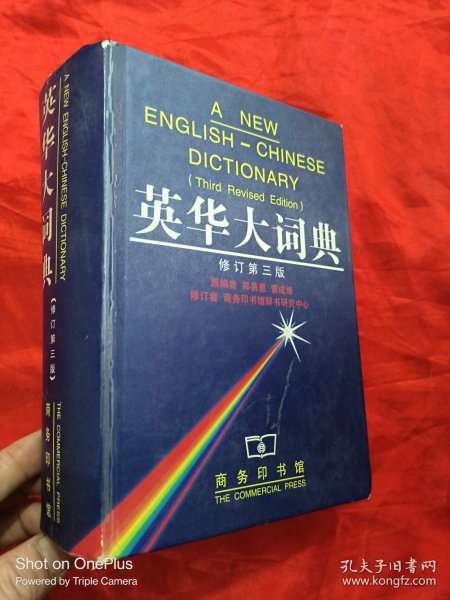 A NEW
ENGLISH – CHINESE
DICTIONARY
(Third Revised Edition)
英华大词典
修订第三版
原编者 郑易里 曹成修
修订者 商务印书馆辞书研究中心
商务印书馆
THE COMMERCIAL PRESS
A NEW ENGLISH-CHINESE DICTIONARY
英华大词典
(修订第三版)
THE COMMERCIAL PRESS
商务印书馆
Shot on OnePlus
Powered by Triple Camera
孔夫子旧书网
www.kongfz.com